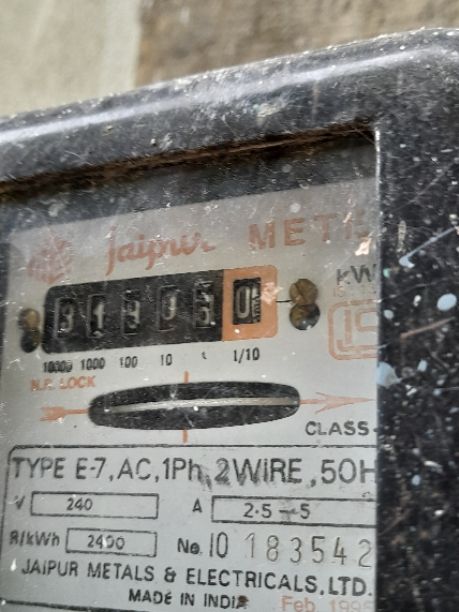 Jaipur METE
KW
10000 1000 100 10 1 1/10
LOCK
CLASS-
TYPE E-7, AC, 1Ph, 2WIRE, 50H
V 240 A 2.5-5
R/kWh 2400 No. 10 183542
JAIPUR METALS & ELECTRICALS. LTD.
MADE IN INDIA Feb